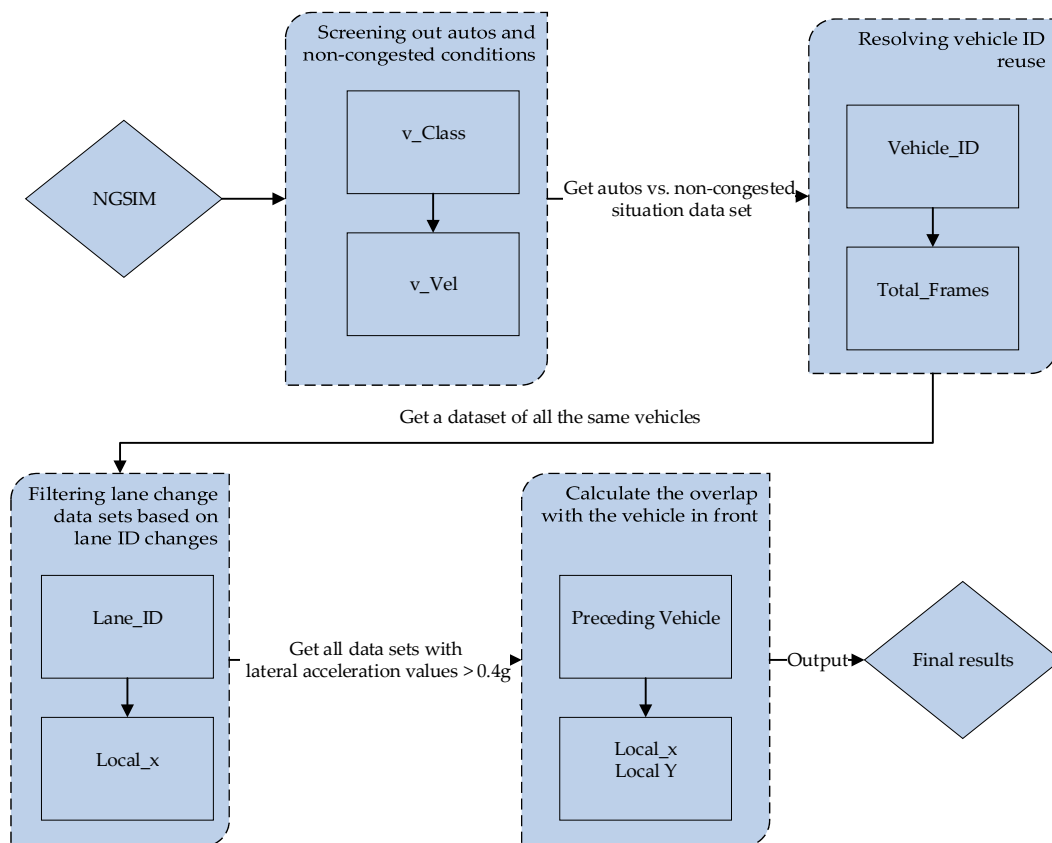 Screening out autos and
non-congested conditions
v_Class
v_Vel
NGSIM
Get autos vs. non-congested
situation data set
Resolving vehicle ID
reuse
Vehicle_ID
Total_Frames
Get a dataset of all the same vehicles
Filtering lane change
data sets based on
lane ID changes
Lane_ID
Local_x
Get all data sets with
lateral acceleration values > 0.4g
Calculate the overlap
with the vehicle in front
Preceding Vehicle
Local_x
Local Y
Output
Final results